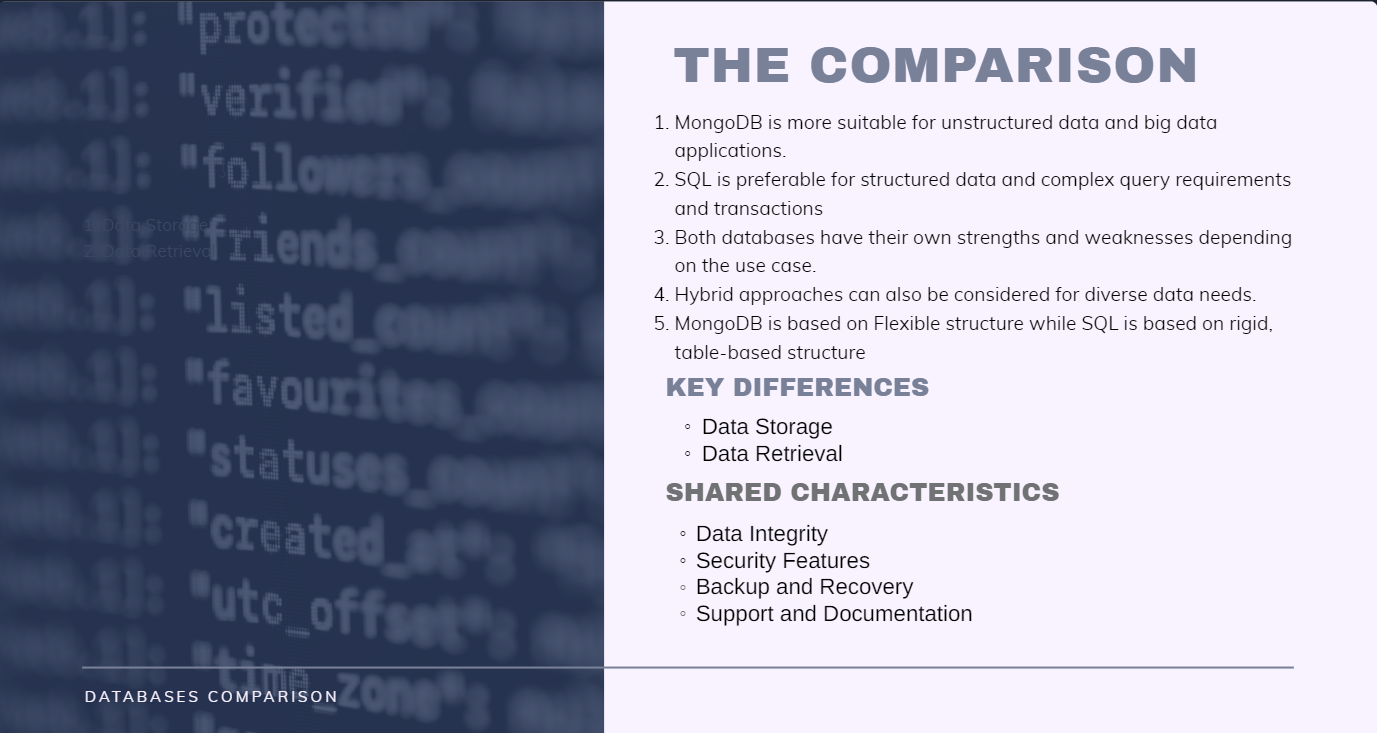 "protected":
"verified":
"followers_count
"friends_count":
"listed_count":
"favourites_count
"statuses_count
"created_at":
"utc_offset":
"time_zone":
1. Data Storage
2. Data Retrieval
DATABASES COMPARISON
THE COMPARISON
1. MongoDB is more suitable for unstructured data and big data
applications.
2. SQL is preferable for structured data and complex query requirements
and transactions
3. Both databases have their own strengths and weaknesses depending
on the use case.
4. Hybrid approaches can also be considered for diverse data needs.
5. MongoDB is based on Flexible structure while SQL is based on rigid,
table-based structure
KEY DIFFERENCES
◦ Data Storage
◦ Data Retrieval
SHARED CHARACTERISTICS
◦ Data Integrity
◦ Security Features
◦ Backup and Recovery
◦ Support and Documentation